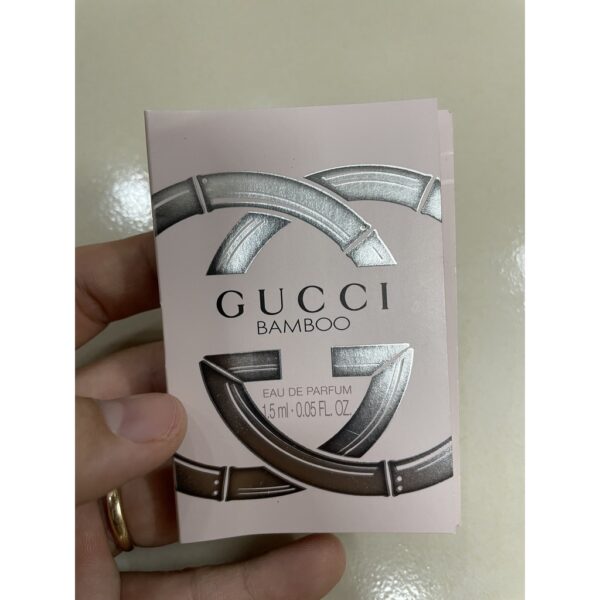 GUCCI
BAMBOO
EAU DE PARFUM
1.5 ml · 0.05 FL. OZ.